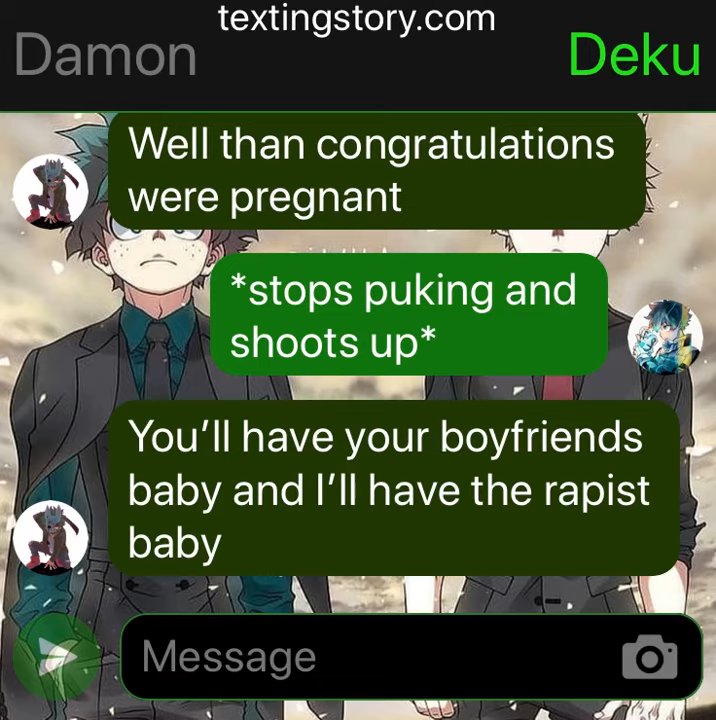 textingstory.com
Damon
Deku
Well than congratulations
were pregnant
*stops puking and
shoots up*
You’ll have your boyfriends
baby and I’ll have the rapist
baby
Message